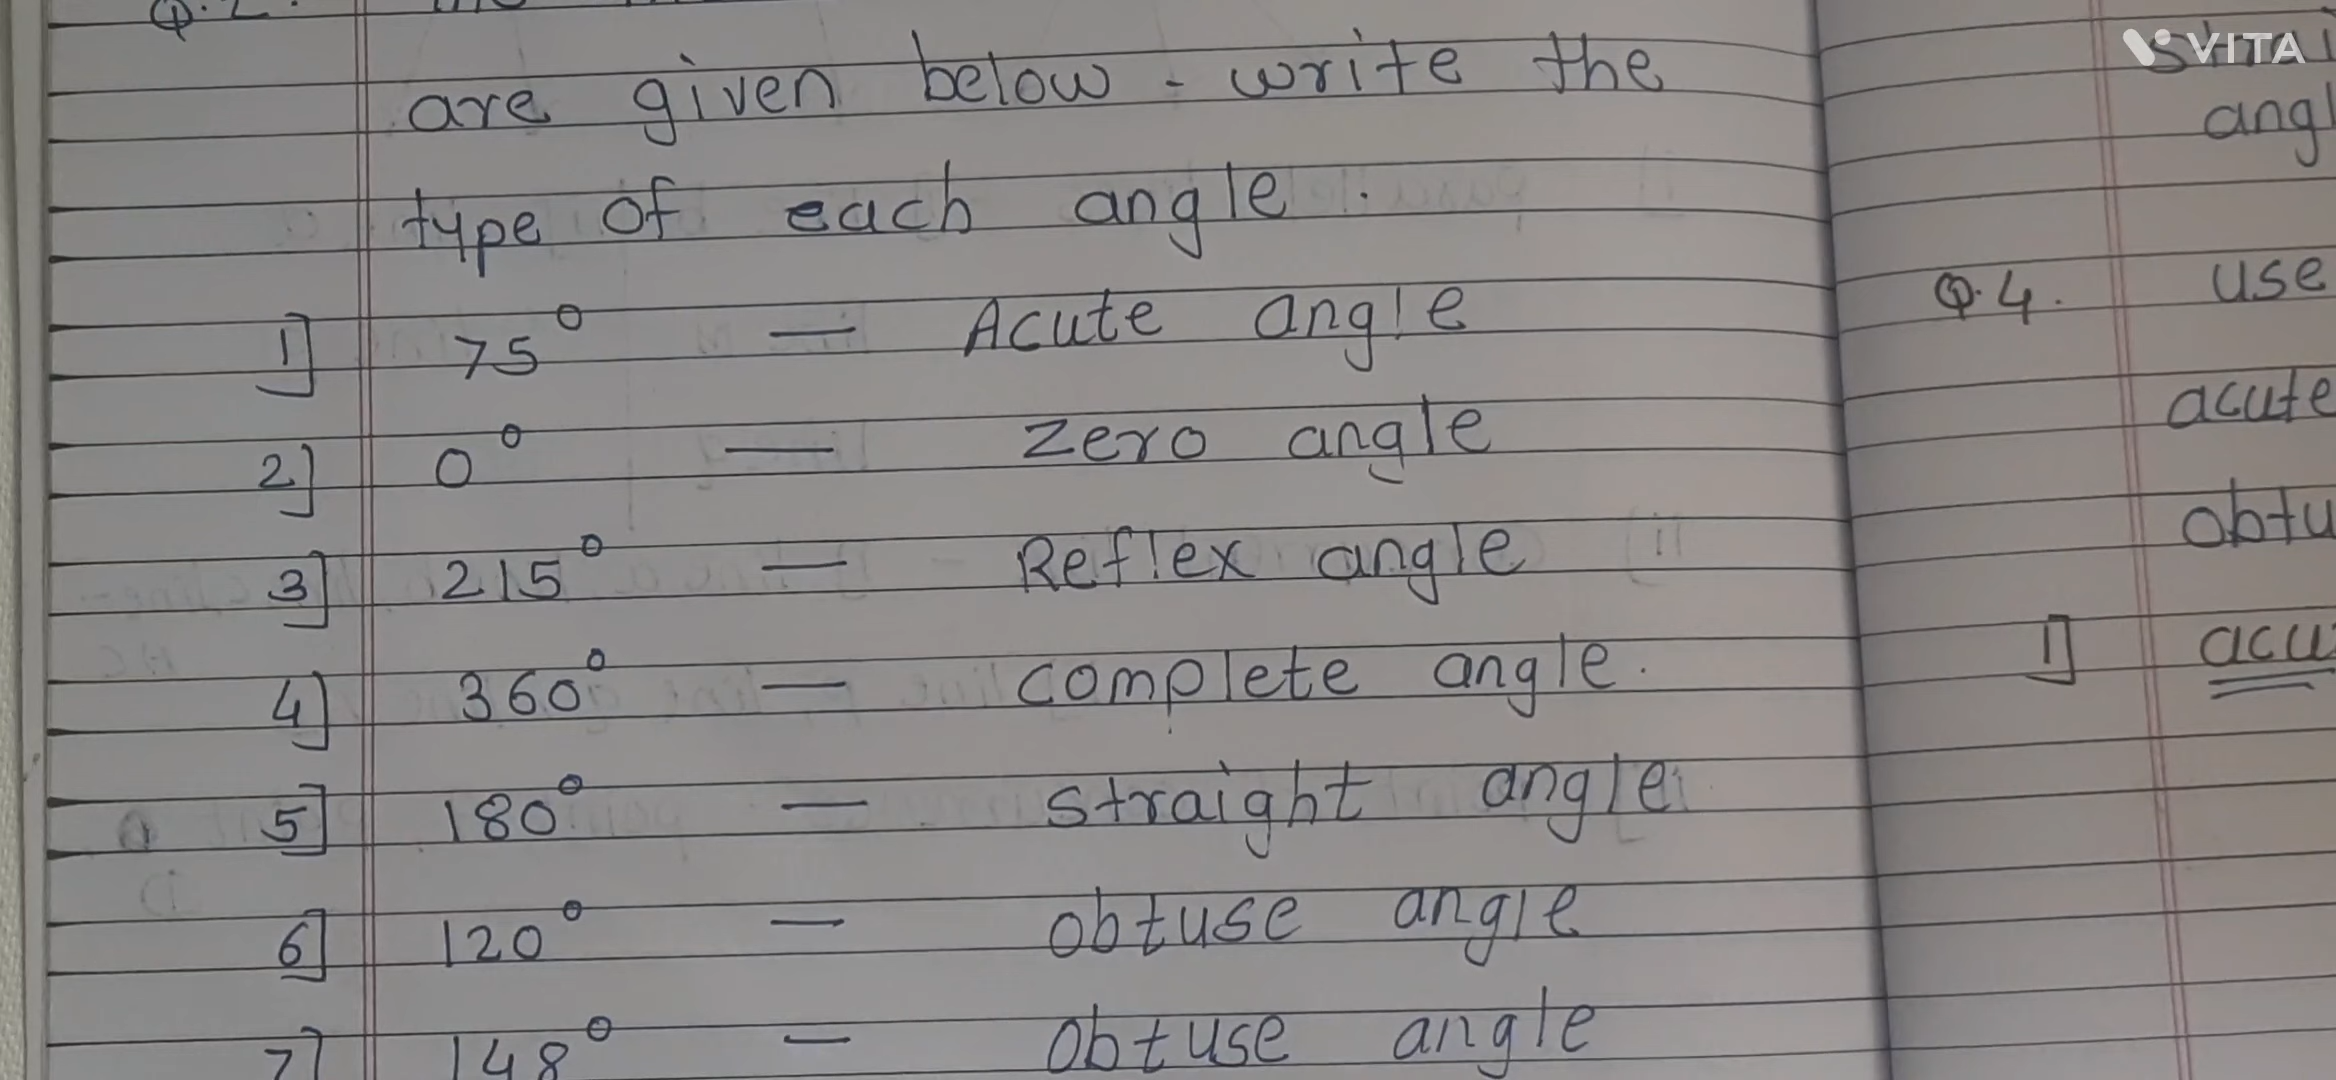 are given below - write the
type of each angle.
1] 75° — Acute angle
2] 0° — zero angle
3] 215° — Reflex angle
4] 360° — complete angle.
5] 180° — straight angle
6] 120° — obtuse angle
7] 148° — obtuse angle
VITA
angl
Q.4. use
acute
obtu
1] acu